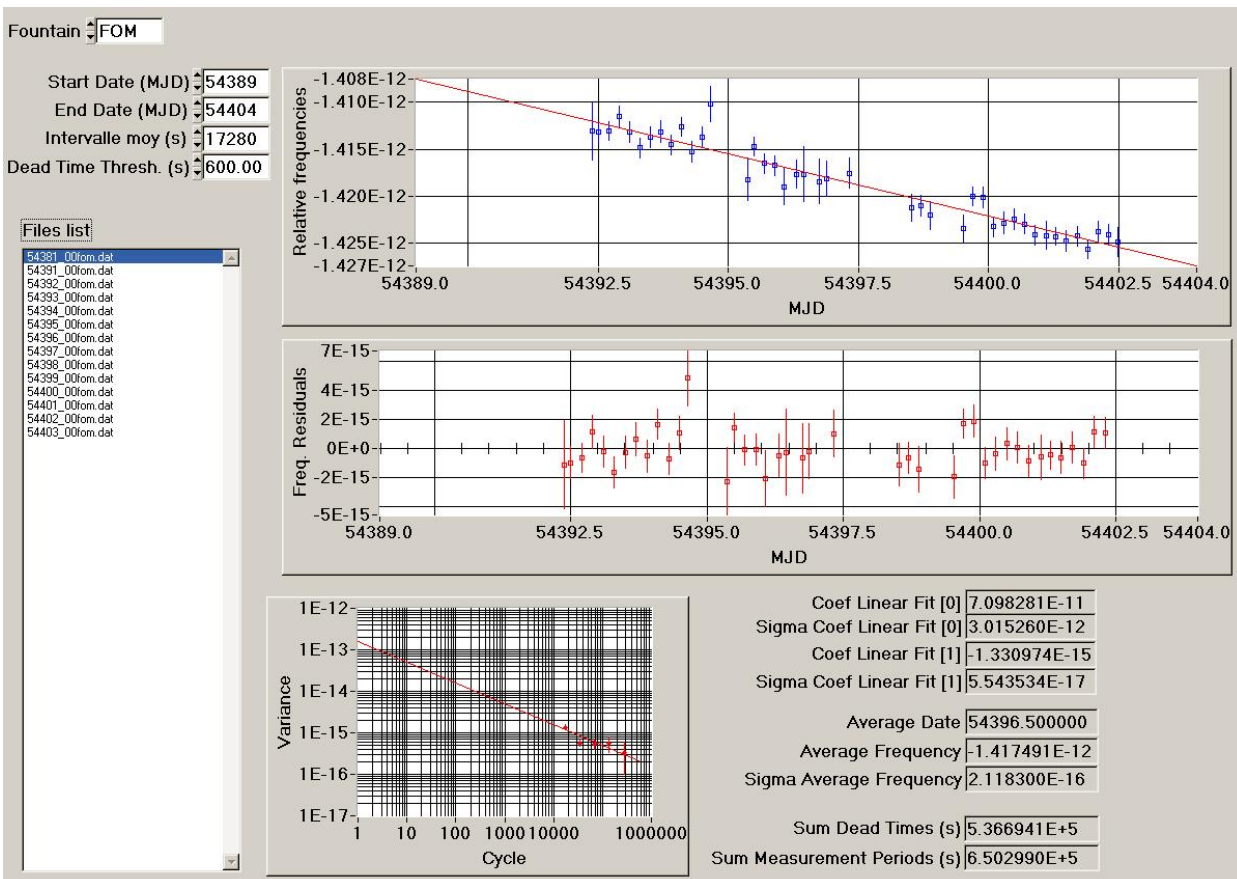 Fountain FOM
Start Date (MJD) 54389
End Date (MJD) 54404
Intervalle moy (s) 17280
Dead Time Thresh. (s) 600.00
Files list
54381_00fom.dat
54391_00fom.dat
54392_00fom.dat
54393_00fom.dat
54394_00fom.dat
54395_00fom.dat
54396_00fom.dat
54397_00fom.dat
54398_00fom.dat
54399_00fom.dat
54400_00fom.dat
54401_00fom.dat
54402_00fom.dat
54403_00fom.dat
Relative frequencies
-1.408E-12
-1.410E-12
-1.415E-12
-1.420E-12
-1.425E-12
-1.427E-12
54389.0 54392.5 54395.0 54397.5 54400.0 54402.5 54404.0
MJD
Freq. Residuals
7E-15
4E-15
2E-15
0E+0
-2E-15
-5E-15
54389.0 54392.5 54395.0 54397.5 54400.0 54402.5 54404.0
MJD
Variance
1E-12
1E-13
1E-14
1E-15
1E-16
1E-17
1 10 100 1000 10000 1000000
Cycle
Coef Linear Fit [0] 7.098281E-11
Sigma Coef Linear Fit [0] 3.015260E-12
Coef Linear Fit [1] -1.330974E-15
Sigma Coef Linear Fit [1] 5.543534E-17
Average Date 54396.500000
Average Frequency -1.417491E-12
Sigma Average Frequency 2.118300E-16
Sum Dead Times (s) 5.366941E+5
Sum Measurement Periods (s) 6.502990E+5